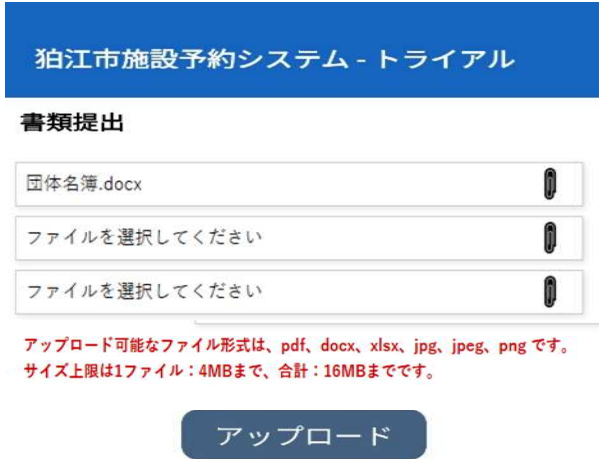 狛江市施設予約システム - トライアル
書類提出
団体名簿.docx
ファイルを選択してください
ファイルを選択してください
アップロード可能なファイル形式は、pdf、docx、xlsx、jpg、jpeg、png です。
サイズ上限は1ファイル：4MBまで、合計：16MBまでです。
アップロード